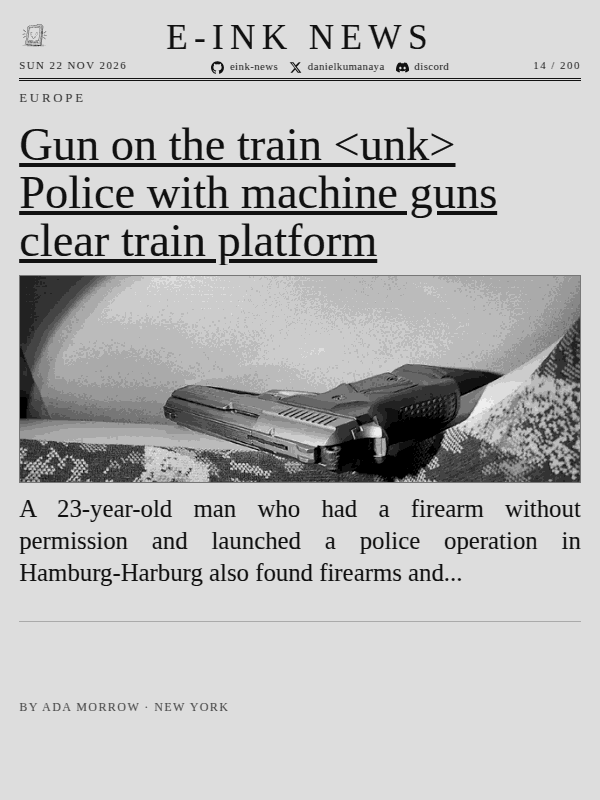 E-INK NEWS
SUN 22 NOV 2026
eink-news danielkumanaya discord
14 / 200
EUROPE
Gun on the train <unk>
Police with machine guns
clear train platform
A 23-year-old man who had a firearm without
permission and launched a police operation in
Hamburg-Harburg also found firearms and...
BY ADA MORROW · NEW YORK